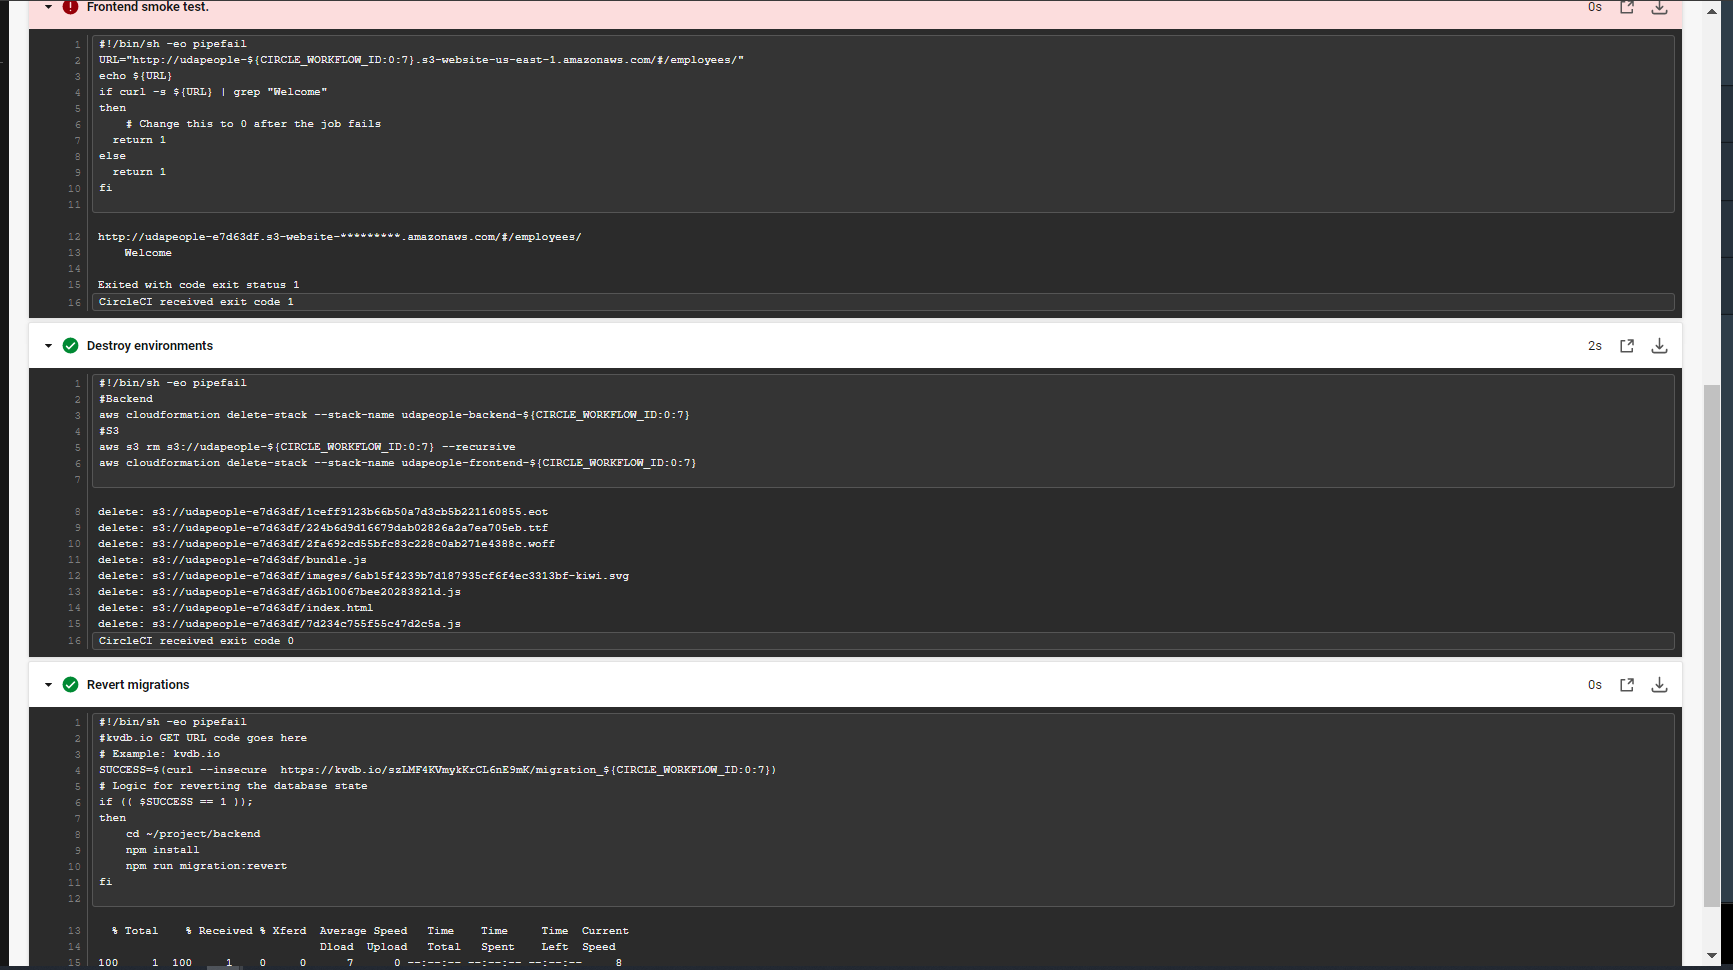 Frontend smoke test.
0s
1 #!/bin/sh -eo pipefail
2 URL="http://udapeople-${CIRCLE_WORKFLOW_ID:0:7}.s3-website-us-east-1.amazonaws.com/#/employees/"
3 echo ${URL}
4 if curl -s ${URL} | grep "Welcome"
5 then
6 # Change this to 0 after the job fails
7 return 1
8 else
9 return 1
10 fi
11
12 http://udapeople-e7d63df.s3-website-*********.amazonaws.com/#/employees/
13 Welcome
14
15 Exited with code exit status 1
16 CircleCI received exit code 1
Destroy environments
2s
1 #!/bin/sh -eo pipefail
2 #Backend
3 aws cloudformation delete-stack --stack-name udapeople-backend-${CIRCLE_WORKFLOW_ID:0:7}
4 #S3
5 aws s3 rm s3://udapeople-${CIRCLE_WORKFLOW_ID:0:7} --recursive
6 aws cloudformation delete-stack --stack-name udapeople-frontend-${CIRCLE_WORKFLOW_ID:0:7}
7
8 delete: s3://udapeople-e7d63df/1ceff9123b66b50a7d3cb5b221160855.eot
9 delete: s3://udapeople-e7d63df/224b6d9d16679dab02826a2a7ea705eb.ttf
10 delete: s3://udapeople-e7d63df/2fa692cd55bfc83c228c0ab271e4388c.woff
11 delete: s3://udapeople-e7d63df/bundle.js
12 delete: s3://udapeople-e7d63df/images/6ab15f4239b7d187935cf6f4ec3313bf-kiwi.svg
13 delete: s3://udapeople-e7d63df/d6b10067bee20283821d.js
14 delete: s3://udapeople-e7d63df/index.html
15 delete: s3://udapeople-e7d63df/7d234c755f55c47d2c5a.js
16 CircleCI received exit code 0
Revert migrations
0s
1 #!/bin/sh -eo pipefail
2 #kvdb.io GET URL code goes here
3 # Example: kvdb.io
4 SUCCESS=$(curl --insecure  https://kvdb.io/szLMF4KVmykKrCL6nE9mK/migration_${CIRCLE_WORKFLOW_ID:0:7})
5 # Logic for reverting the database state
6 if (( $SUCCESS == 1 ));
7 then
8 cd ~/project/backend
9 npm install
10 npm run migration:revert
11 fi
12
13 % Total % Received % Xferd Average Speed Time Time Time Current
14 Dload Upload Total Spent Left Speed
15 100 1 100 1 0 0 7 0 --:--:-- --:--:-- --:--:-- 8